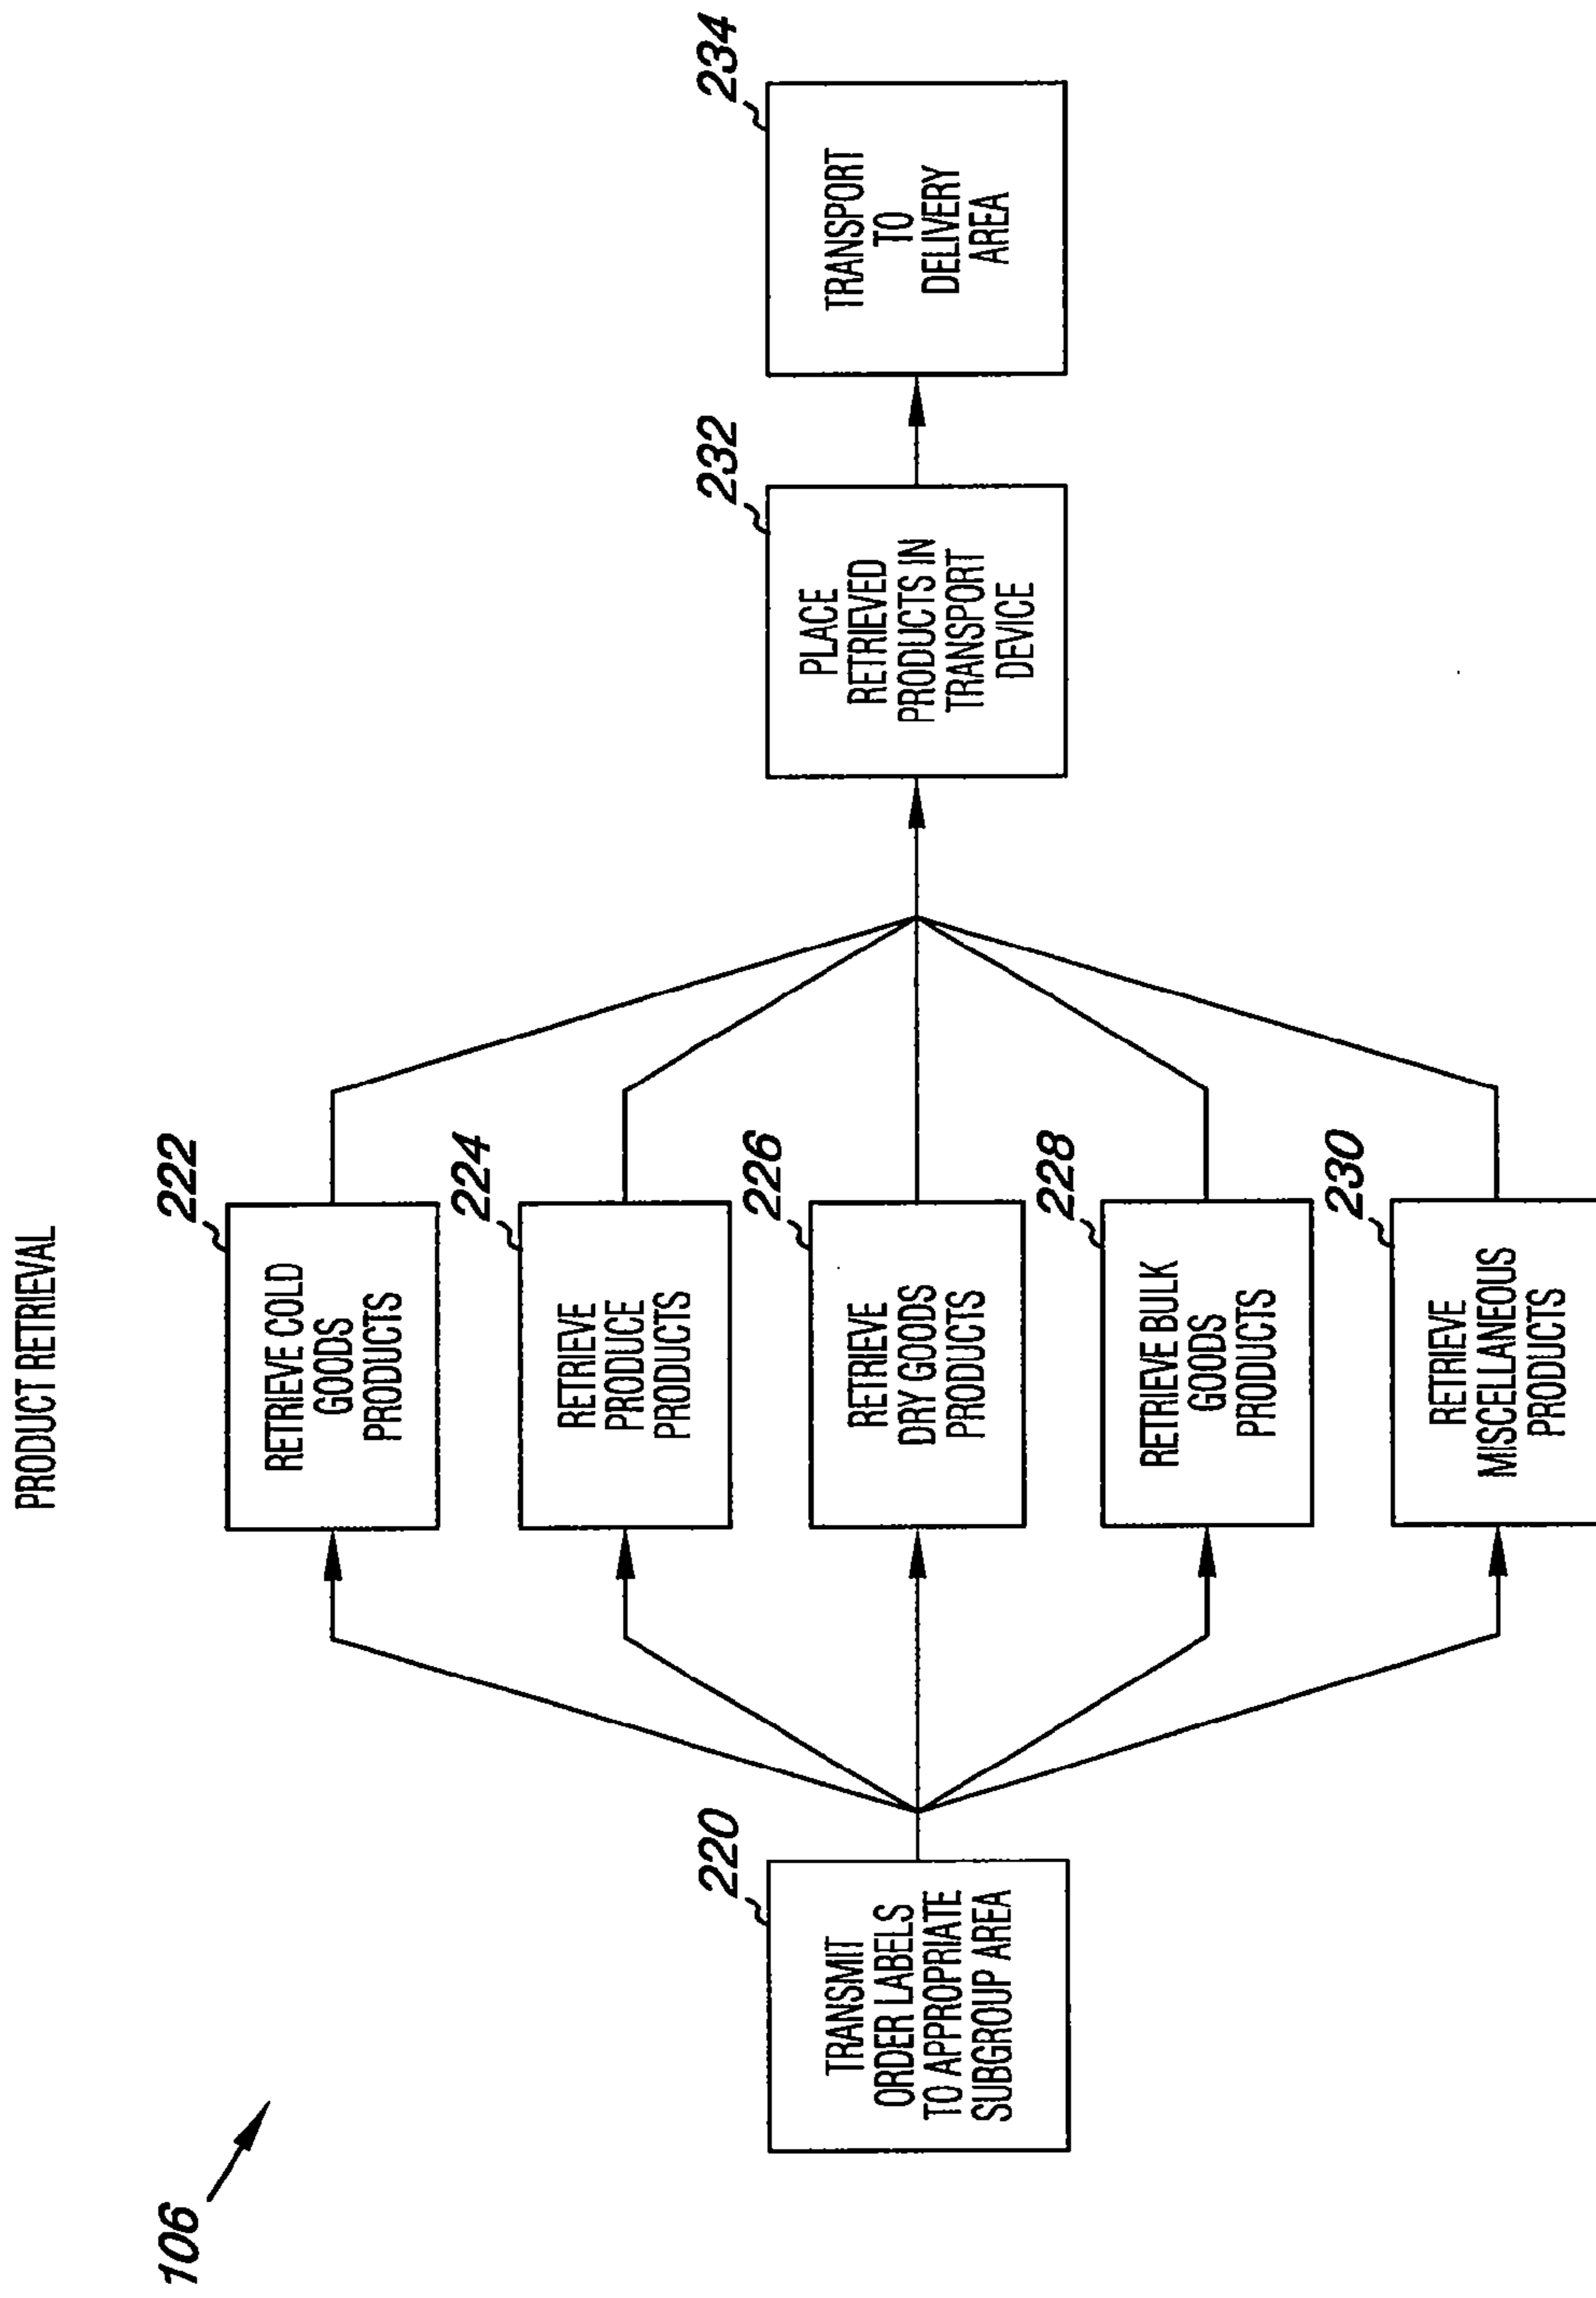 PRODUCT RETRIEVAL
106
220
TRANSMIT
ORDER LABELS
TO APPROPRIATE
SUBGROUP AREA
222
RETRIEVE COLD
GOODS
PRODUCTS
224
RETRIEVE
PRODUCE
PRODUCTS
226
RETRIEVE
DRY GOODS
PRODUCTS
228
RETRIEVE BULK
GOODS
PRODUCTS
230
RETRIEVE
MISCELLANEOUS
PRODUCTS
232
PLACE
RETRIEVED
PRODUCTS IN
TRANSPORT
DEVICE
234
TRANSPORT
TO
DELIVERY
AREA